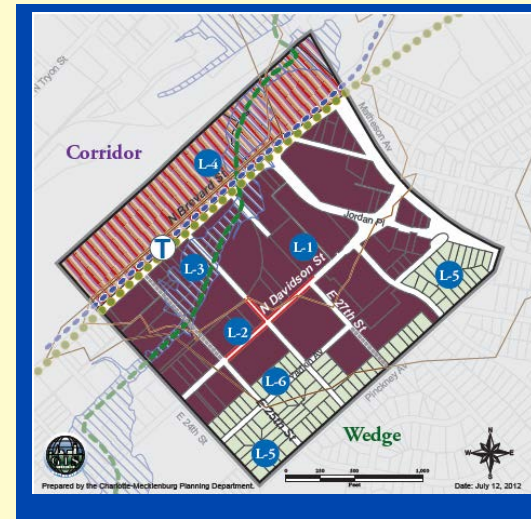 N Tryon St
Matheson Av
Corridor
L-4
N Brevard St
Jordan Pl
T
L-1
L-3
N Davidson St
L-5
E 27th St
L-2
L-6
Pinckney Av
E 24th St
E 25th St
Wedge
L-5
N
W
E
S
Feet
Prepared by the Charlotte-Mecklenburg Planning Department.
Date: July 12, 2012